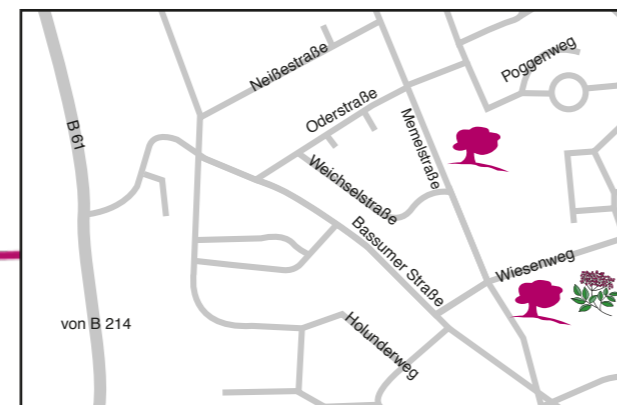 Neißestraße
Poggenweg
Oderstraße
B 61
Memelstraße
Weichselstraße
Bassumer Straße
Wiesenweg
von B 214
Holunderweg